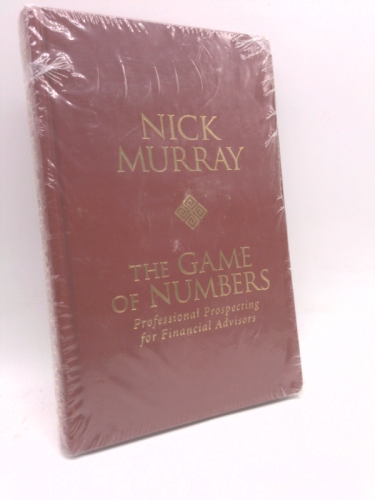 NICK
MURRAY
THE GAME
OF NUMBERS
Professional Prospecting
for Financial Advisors